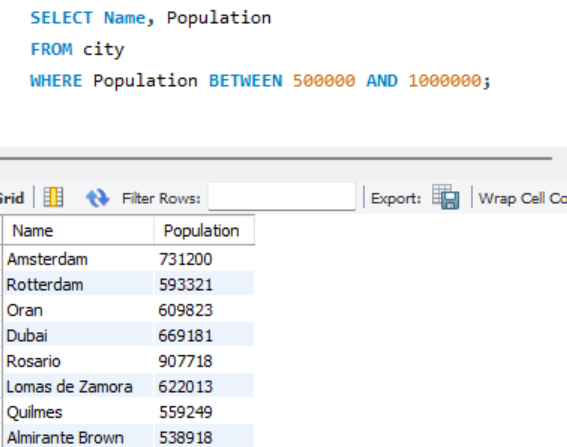 SELECT Name, Population
FROM city
WHERE Population BETWEEN 500000 AND 1000000;
Grid Filter Rows: Export: Wrap Cell Co
Name Population
Amsterdam 731200
Rotterdam 593321
Oran 609823
Dubai 669181
Rosario 907718
Lomas de Zamora 622013
Quilmes 559249
Almirante Brown 538918